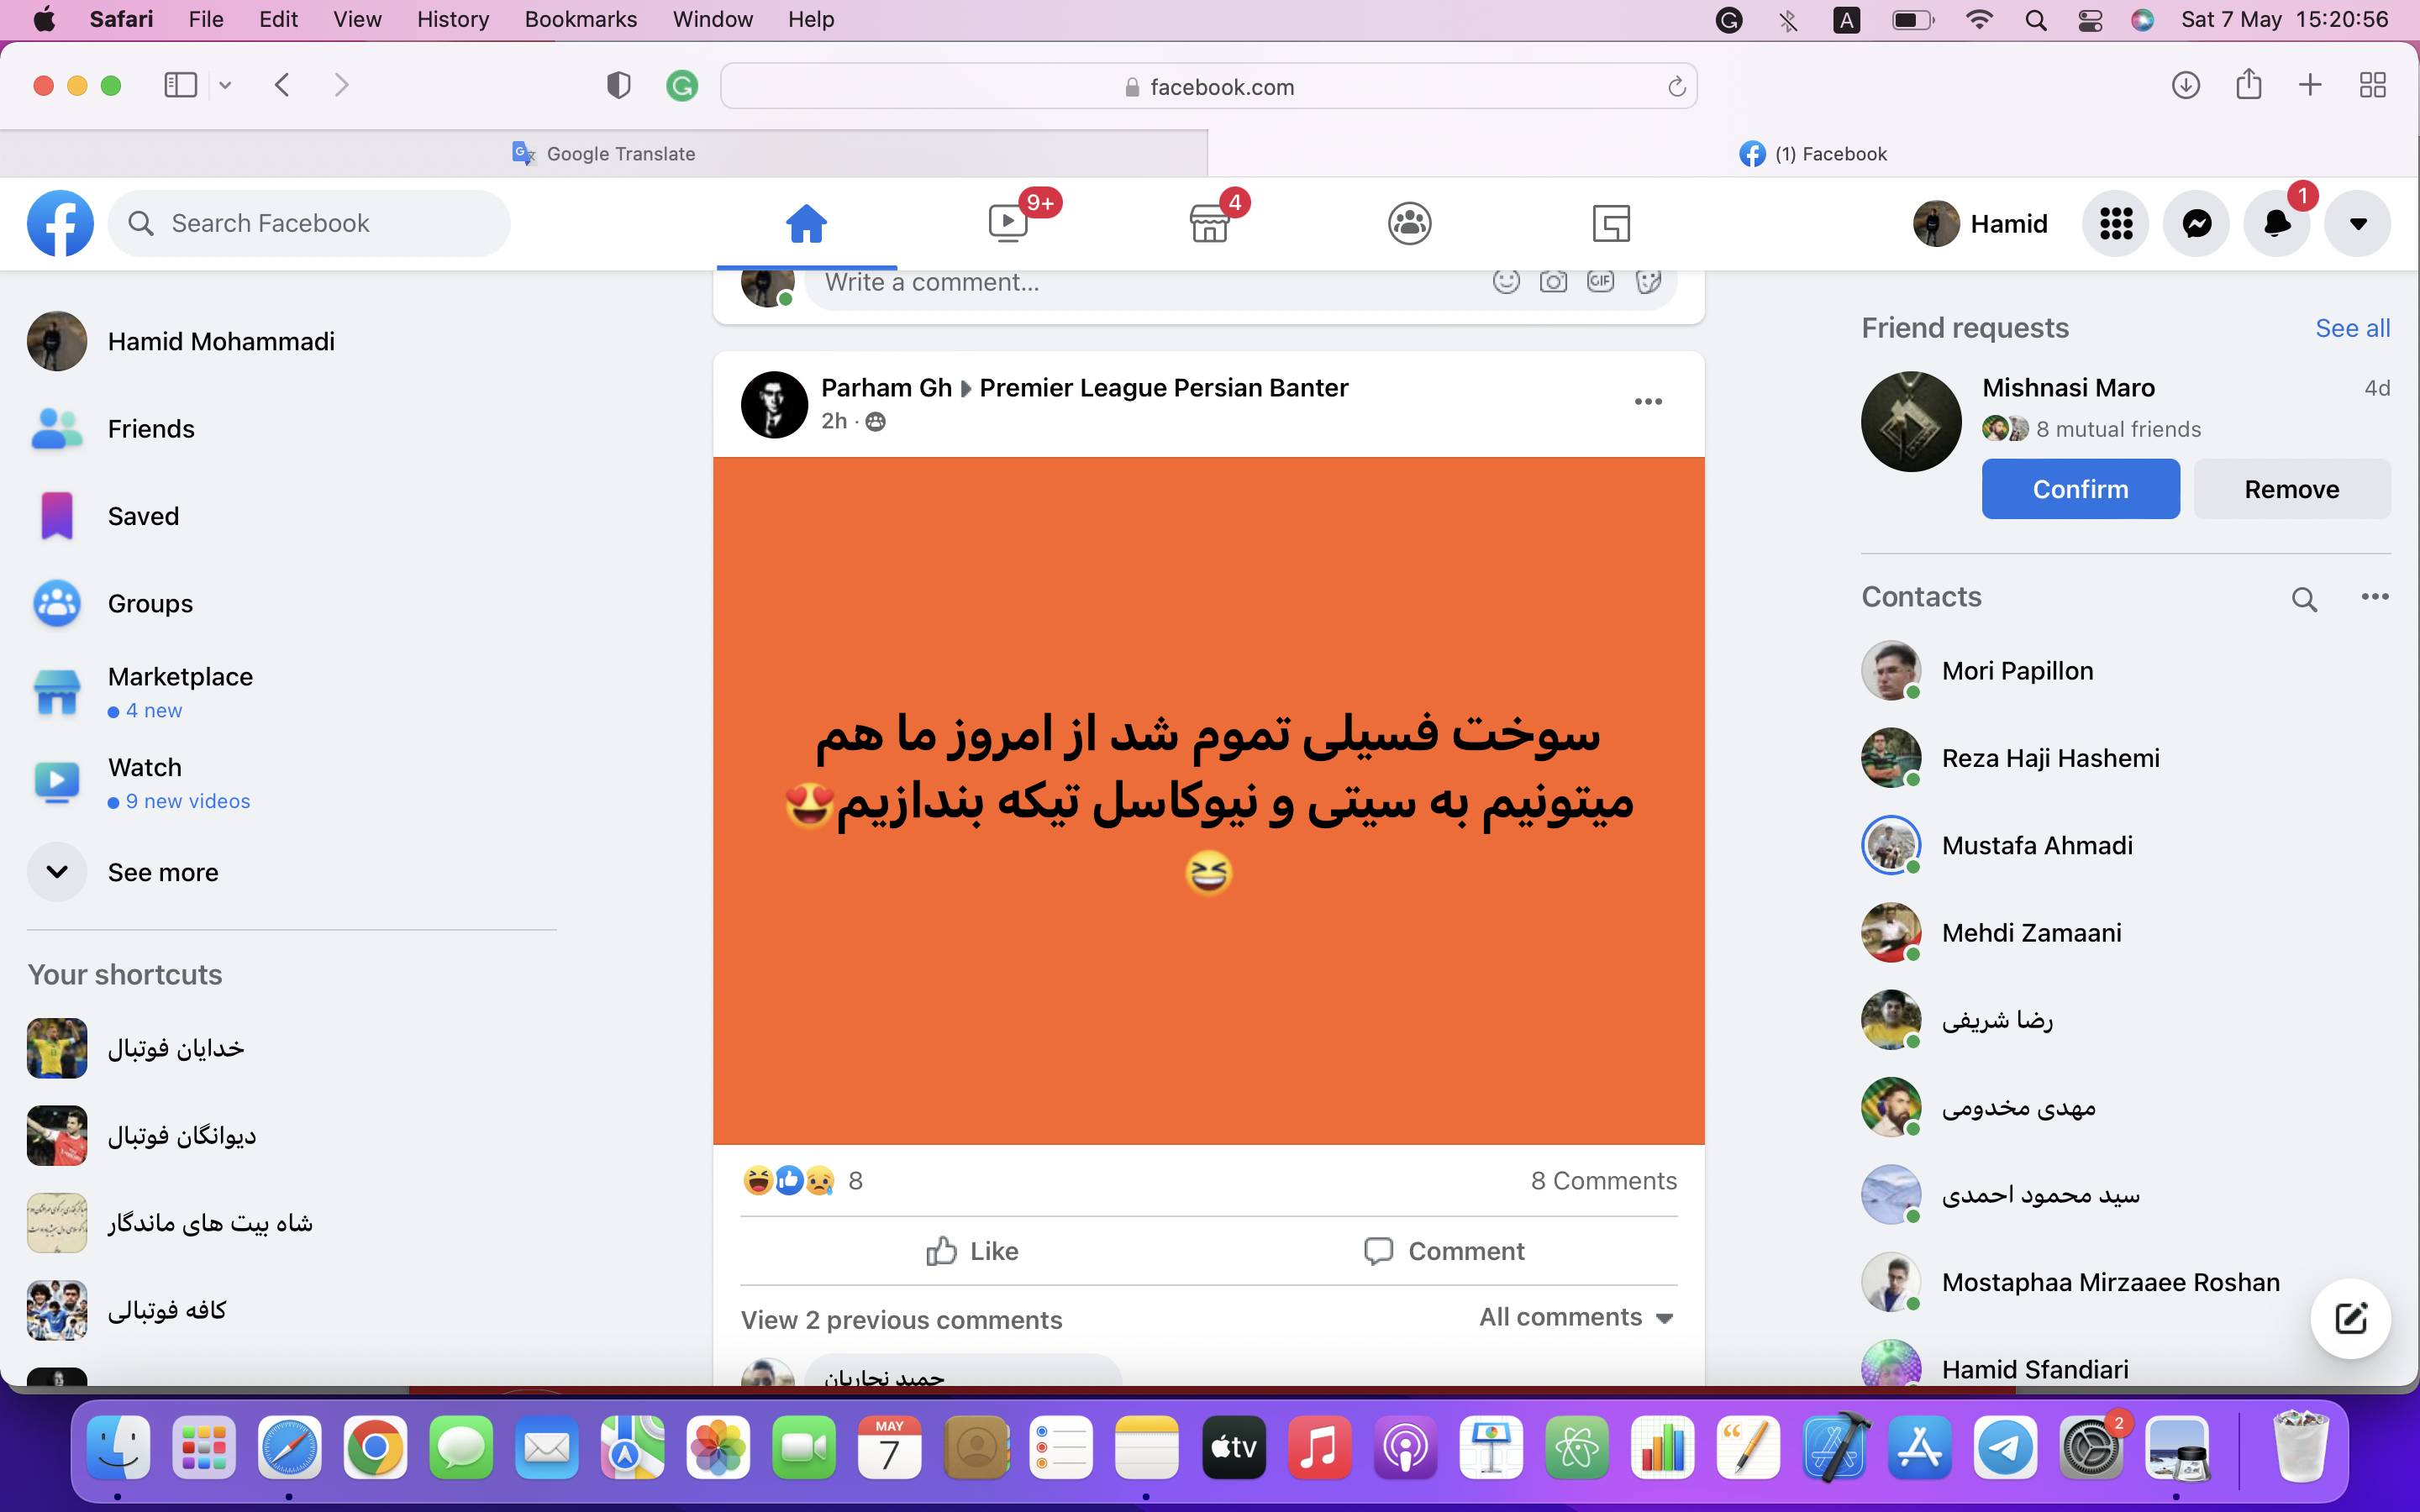 Safari File Edit View History Bookmarks Window Help
A Sat 7 May 15:20:56
facebook.com
Google Translate
(1) Facebook
Search Facebook
9+
4
Hamid
1
Write a comment...
GIF
Hamid Mohammadi
Friends
Saved
Groups
Marketplace
4 new
Watch
9 new videos
See more
Your shortcuts
خدایان فوتبال
دیوانگان فوتبال
شاه بیت های ماندگار
کافه فوتبالی
Parham Gh Premier League Persian Banter
2h ·
سوخت فسیلی تموم شد از امروز ما هم
میتونیم به سیتی و نیوکاسل تیکه بندازیم😍
😆
8
8 Comments
Like
Comment
View 2 previous comments
All comments
حمید نجاریان
Friend requests
See all
Mishnasi Maro
4d
8 mutual friends
Confirm
Remove
Contacts
Mori Papillon
Reza Haji Hashemi
Mustafa Ahmadi
Mehdi Zamaani
رضا شریفی
مهدی مخدومی
سید محمود احمدی
Mostaphaa Mirzaaee Roshan
Hamid Sfandiari
MAY
7
tv
2